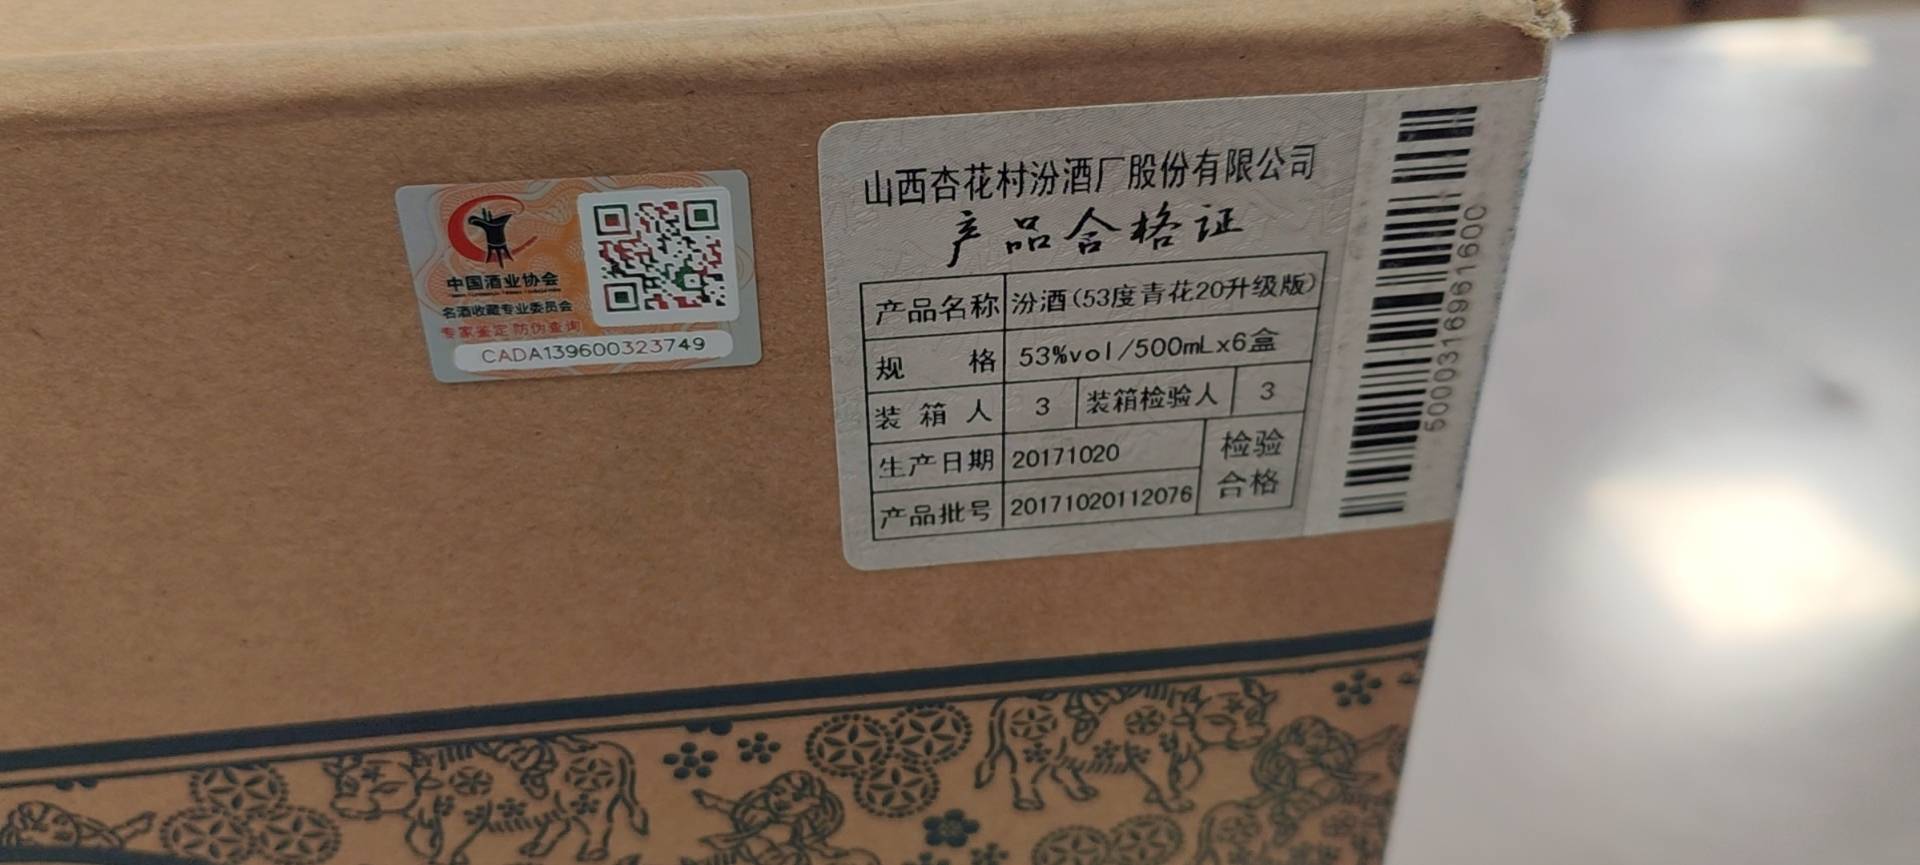 中国酒业协会
名酒收藏专业委员会
专家鉴定 防伪查询
CADA139600323749
山西杏花村汾酒厂股份有限公司
产品合格证
产品名称 汾酒(53度青花20升级版)
规 格 53%vol/500mLx6盒
装 箱 人 3 装箱检验人 3
生产日期 20171020 检验
产品批号 20171020112076 合格
5000316961600